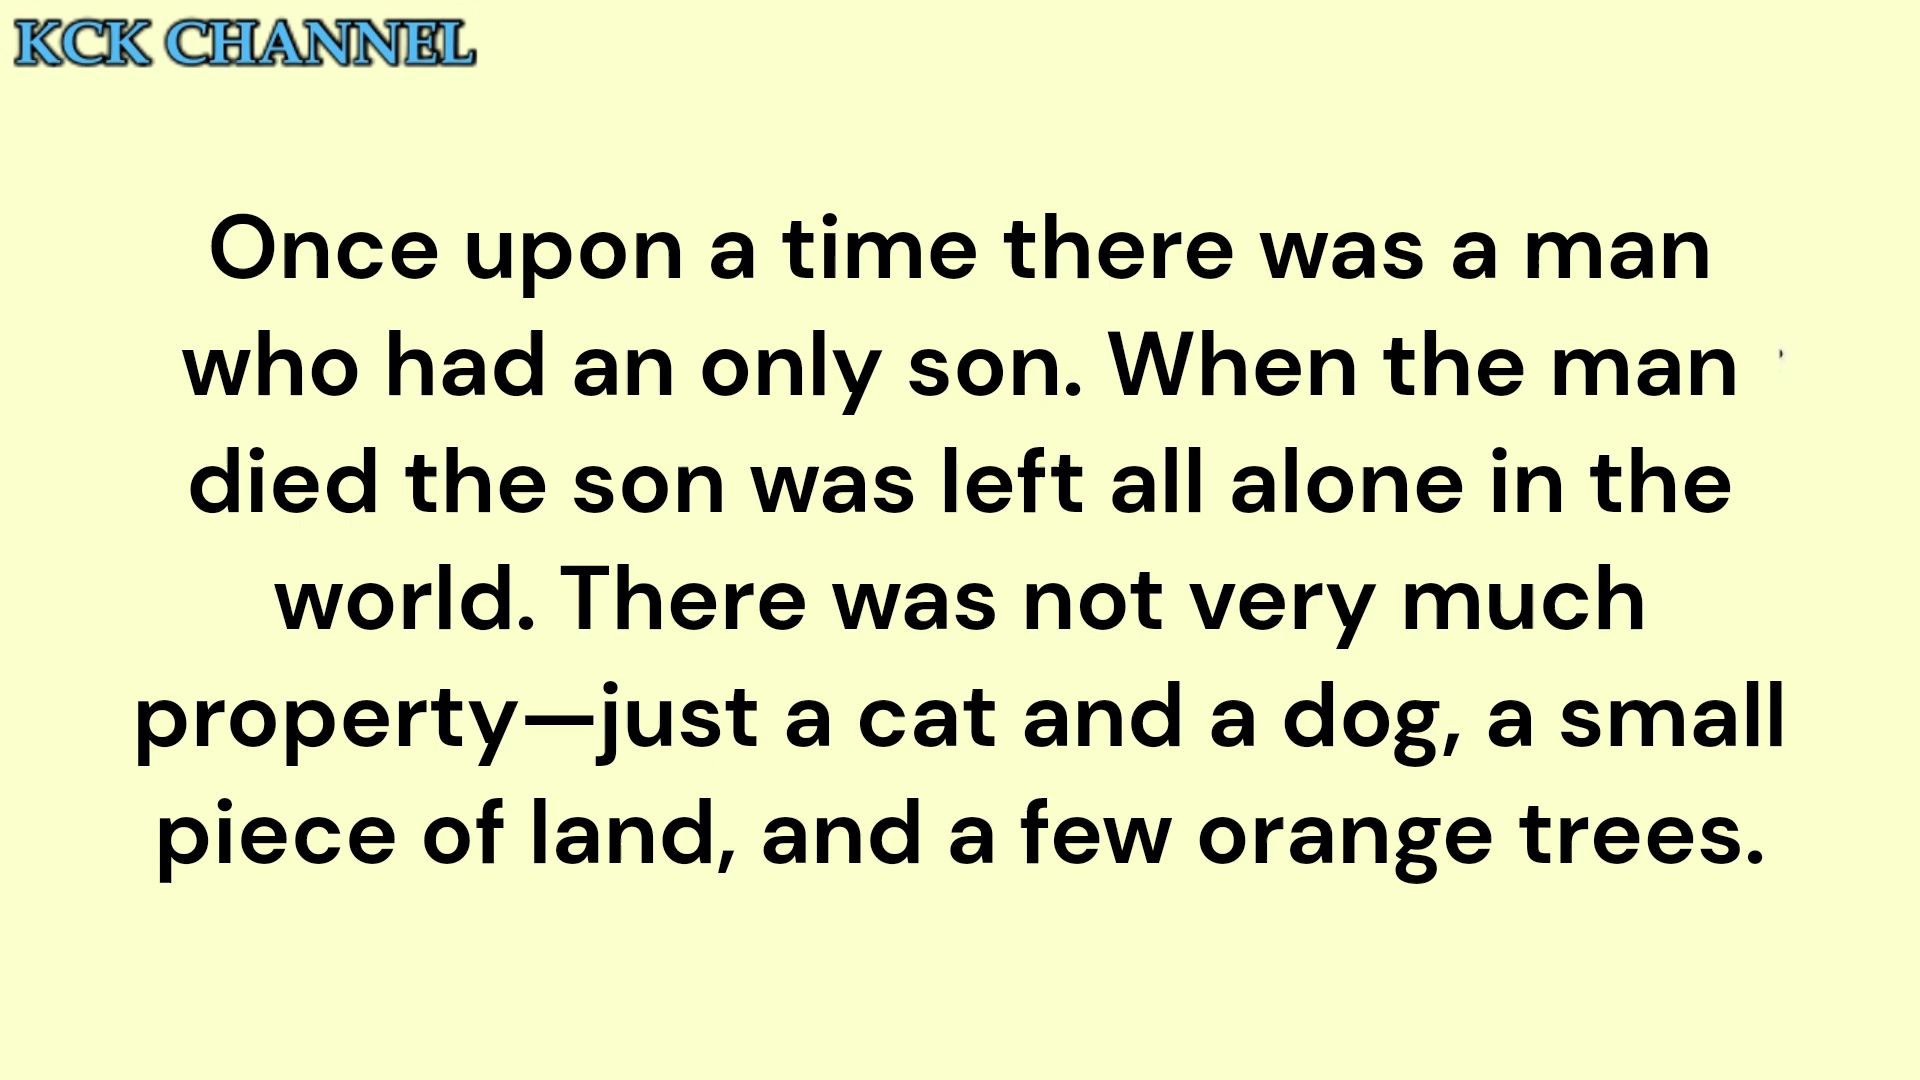 KCK CHANNEL
Once upon a time there was a man
who had an only son. When the man
died the son was left all alone in the
world. There was not very much
property—just a cat and a dog, a small
piece of land, and a few orange trees.